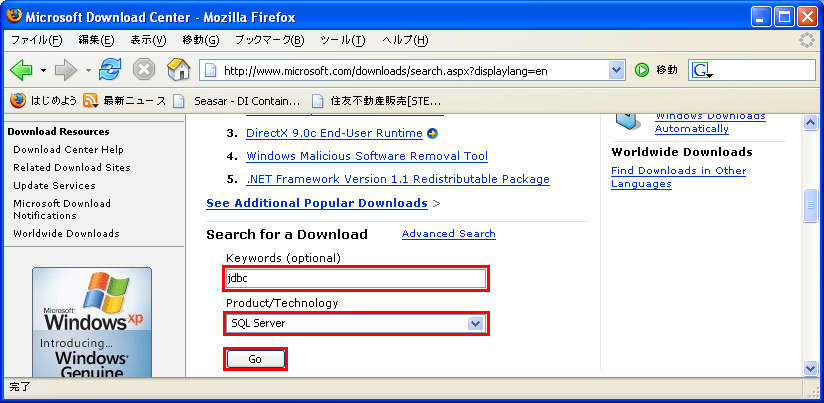 Microsoft Download Center - Mozilla Firefox
ファイル(F) 編集(E) 表示(V) 移動(G) ブックマーク(B) ツール(T) ヘルプ(H)
http://www.microsoft.com/downloads/search.aspx?displaylang=en 移動 G
はじめよう 最新ニュース Seasar - DI Contain... 住友不動産販売[STE...
Download Resources
Download Center Help
Related Download Sites
Update Services
Microsoft Download
Notifications
Worldwide Downloads
Microsoft
Windows xp
Introducing...
Windows
Genuine
3. DirectX 9.0c End-User Runtime
4. Windows Malicious Software Removal Tool
5. .NET Framework Version 1.1 Redistributable Package
See Additional Popular Downloads >
Search for a Download Advanced Search
Keywords (optional)
jdbc
Product/Technology
SQL Server
Go
Windows Downloads
Automatically
Worldwide Downloads
Find Downloads in Other
Languages
完了